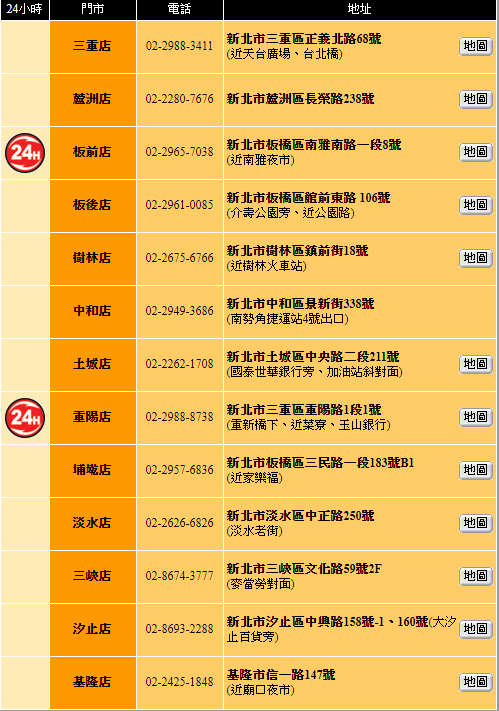 24小時 門市 電話 地址
三重店 02-2988-3411 新北市三重區正義北路68號 地圖
(近天台廣場、台北橋)
蘆洲店 02-2280-7676 新北市蘆洲區長榮路238號 地圖
24H 板前店 02-2965-7038 新北市板橋區南雅南路一段8號 地圖
(近南雅夜市)
板後店 02-2961-0085 新北市板橋區館前東路 106號 地圖
(介壽公園旁、近公園路)
樹林店 02-2675-6766 新北市樹林區鎮前街18號 地圖
(近樹林火車站)
中和店 02-2949-3686 新北市中和區景新街338號
(南勢角捷運站4號出口)
土城店 02-2262-1708 新北市土城區中央路二段211號 地圖
(國泰世華銀行旁、加油站斜對面)
24H 重陽店 02-2988-8738 新北市三重區重陽路1段1號 地圖
(重新橋下、近菜寮、玉山銀行)
埔墘店 02-2957-6836 新北市板橋區三民路一段183號B1 地圖
(近家樂福)
淡水店 02-2626-6826 新北市淡水區中正路250號 地圖
(淡水老街)
三峽店 02-8674-3777 新北市三峽區文化路59號2F 地圖
(麥當勞對面)
汐止店 02-8693-2288 新北市汐止區中興路158號-1、160號(大汐 地圖
止百貨旁)
基隆店 02-2425-1848 基隆市信一路147號 地圖
(近廟口夜市)